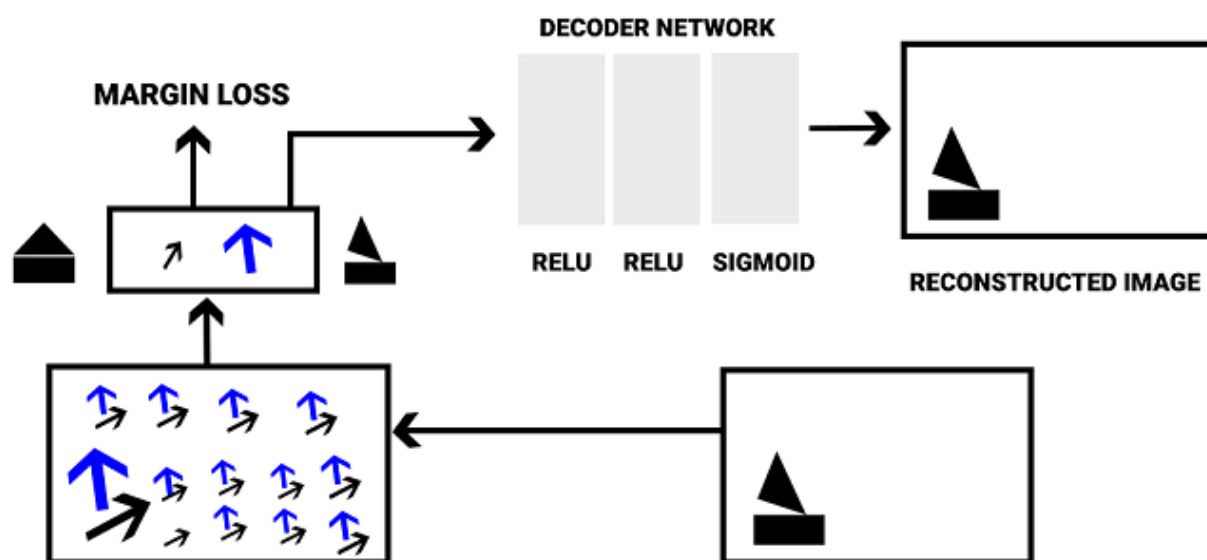 DECODER NETWORK
MARGIN LOSS
RELU RELU SIGMOID
RECONSTRUCTED IMAGE